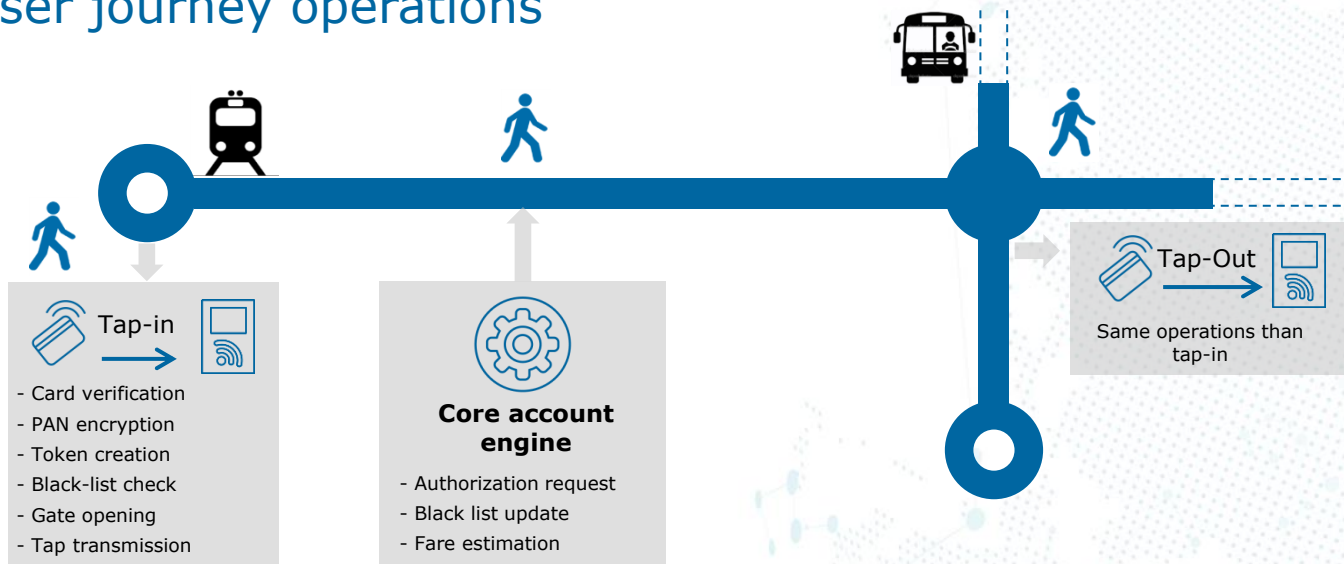 ser journey operations
Tap-in
- Card verification
- PAN encryption
- Token creation
- Black-list check
- Gate opening
- Tap transmission
Core account
engine
- Authorization request
- Black list update
- Fare estimation
Tap-Out
Same operations than
tap-in